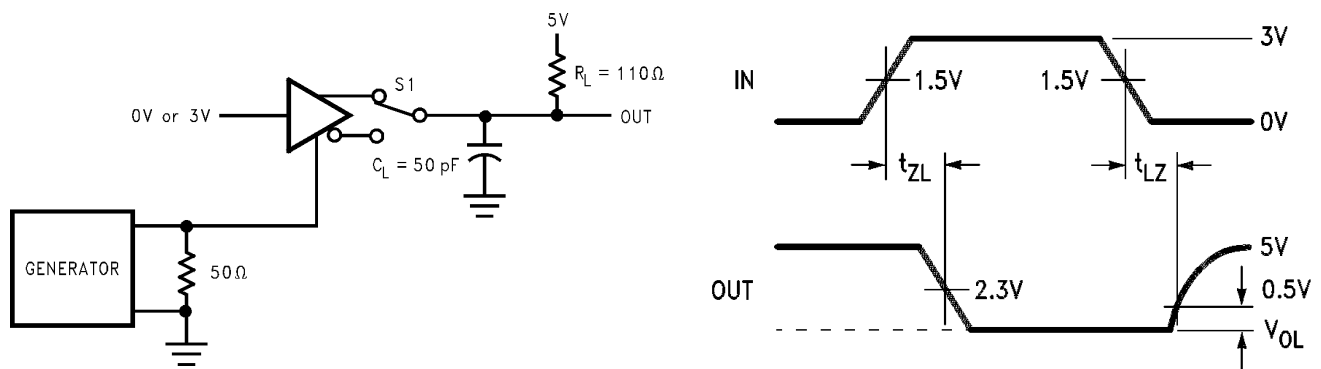 5V
R_L = 110Ω
S1
0V or 3V
OUT
C_L = 50 pF
GENERATOR
50Ω
3V
IN
1.5V
1.5V
0V
t_ZL
t_LZ
5V
OUT
2.3V
0.5V
V_OL